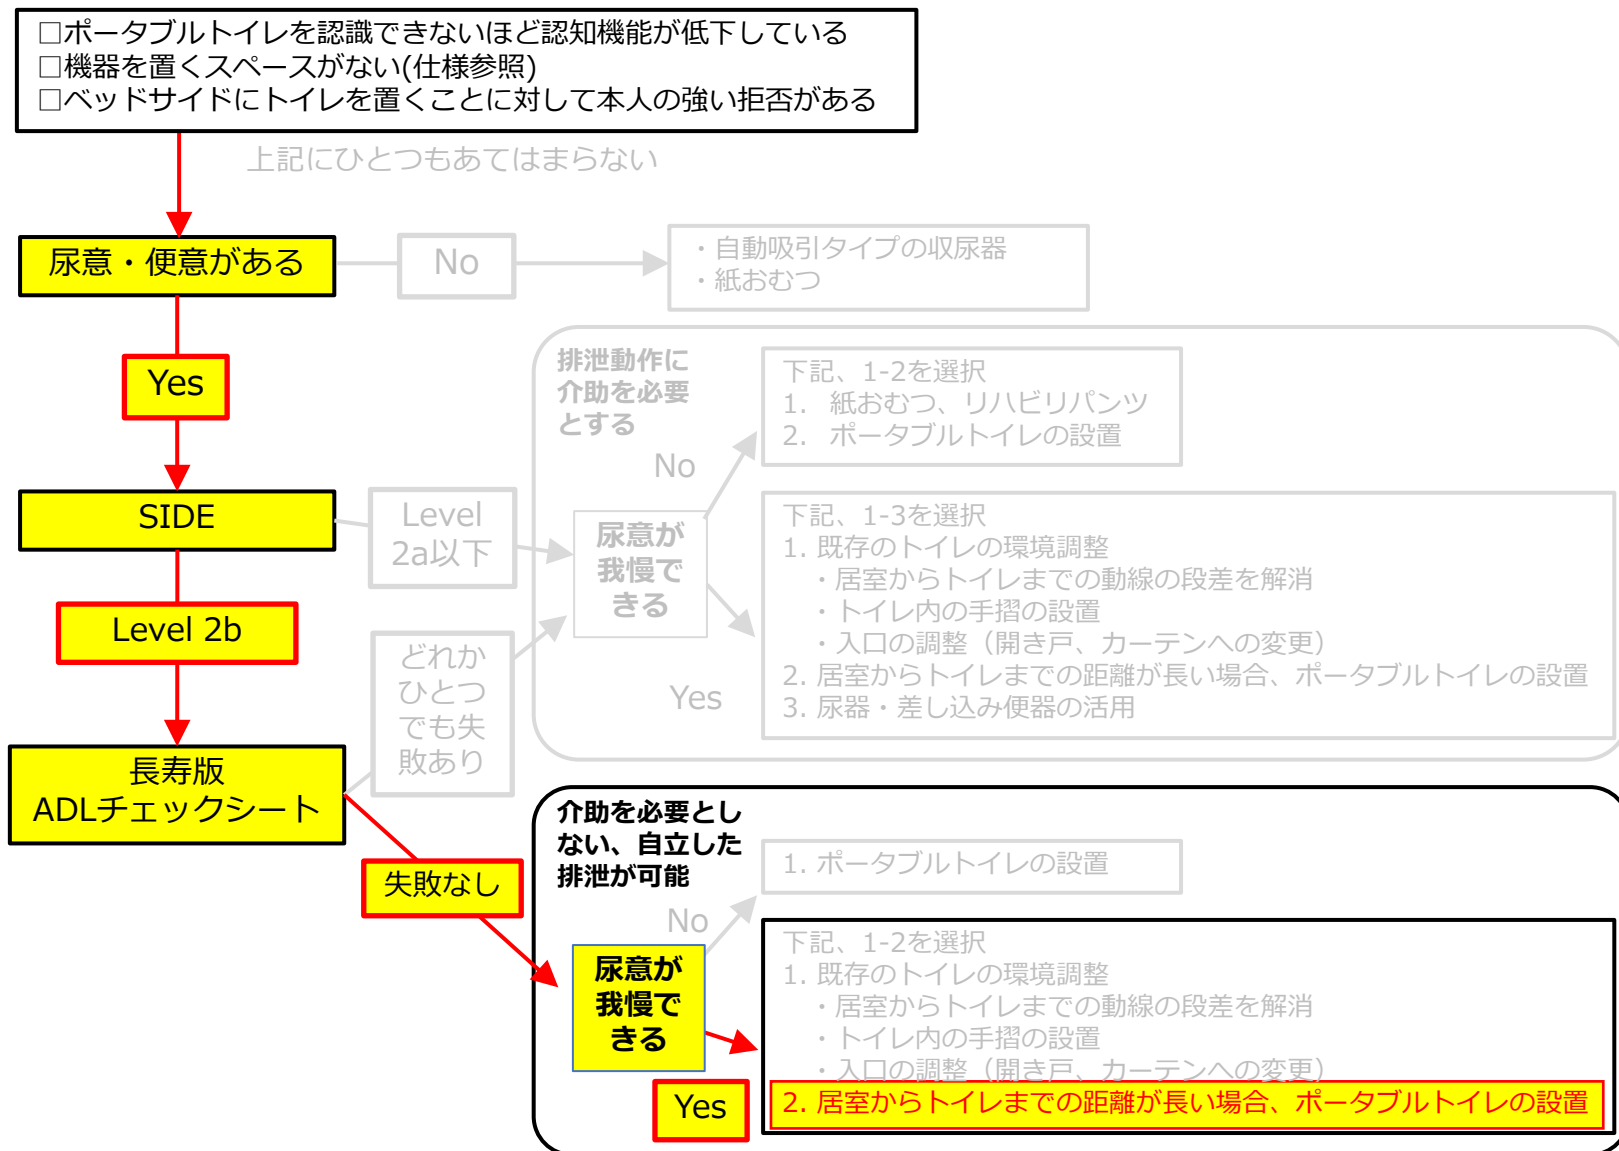 □ポータブルトイレを認識できないほど認知機能が低下している
□機器を置くスペースがない(仕様参照)
□ベッドサイドにトイレを置くことに対して本人の強い拒否がある
上記にひとつもあてはまらない
尿意・便意がある
No
・自動吸引タイプの収尿器
・紙おむつ
Yes
SIDE
Level
2a以下
Level 2b
どれか
ひとつ
でも失
敗あり
長寿版
ADLチェックシート
失敗なし
排泄動作に
介助を必要
とする
尿意が
我慢で
きる
No
下記、1-2を選択
1. 紙おむつ、リハビリパンツ
2. ポータブルトイレの設置
Yes
下記、1-3を選択
1. 既存のトイレの環境調整
・居室からトイレまでの動線の段差を解消
・トイレ内の手摺の設置
・入口の調整（開き戸、カーテンへの変更）
2. 居室からトイレまでの距離が長い場合、ポータブルトイレの設置
3. 尿器・差し込み便器の活用
介助を必要とし
ない、自立した
排泄が可能
尿意が
我慢で
きる
No
1. ポータブルトイレの設置
Yes
下記、1-2を選択
1. 既存のトイレの環境調整
・居室からトイレまでの動線の段差を解消
・トイレ内の手摺の設置
・入口の調整（開き戸、カーテンへの変更）
2. 居室からトイレまでの距離が長い場合、ポータブルトイレの設置